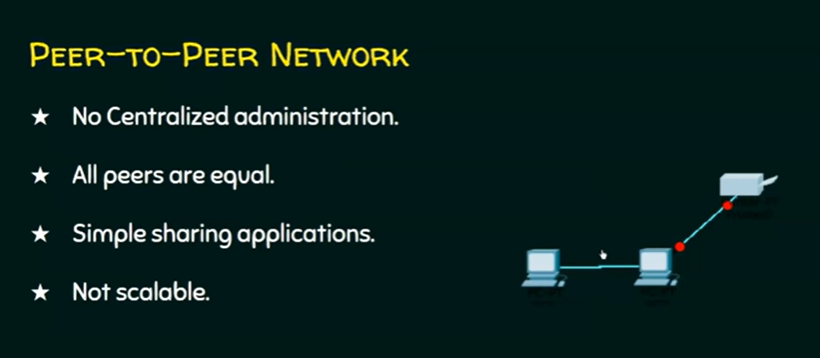 Peer-to-Peer Network
★ No Centralized administration.
★ All peers are equal.
★ Simple sharing applications.
★ Not scalable.